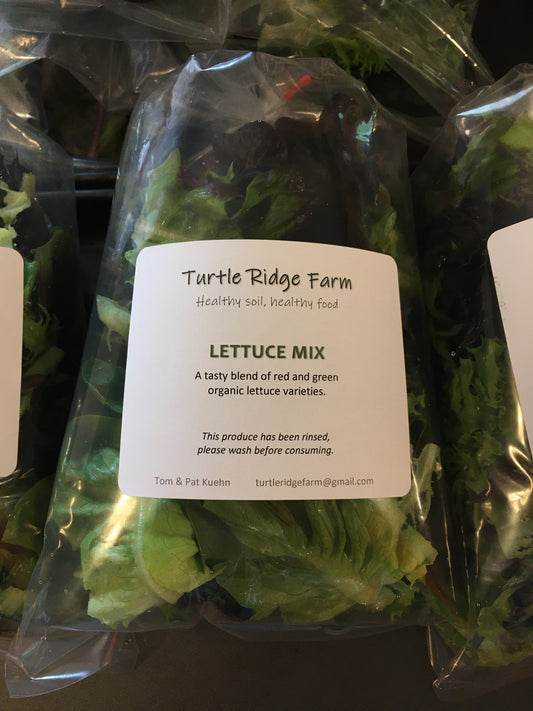 Turtle Ridge Farm
Healthy soil, healthy food
LETTUCE MIX
A tasty blend of red and green
organic lettuce varieties.
This produce has been rinsed,
please wash before consuming.
Tom & Pat Kuehn turtleridgefarm@gmail.com